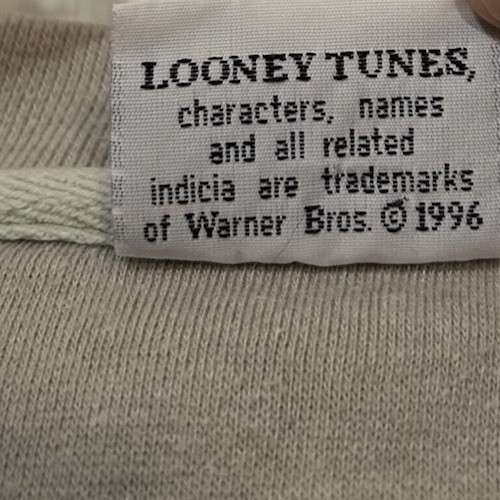 LOONEY TUNES,
characters, names
and all related
indicia are trademarks
of Warner Bros. © 1996